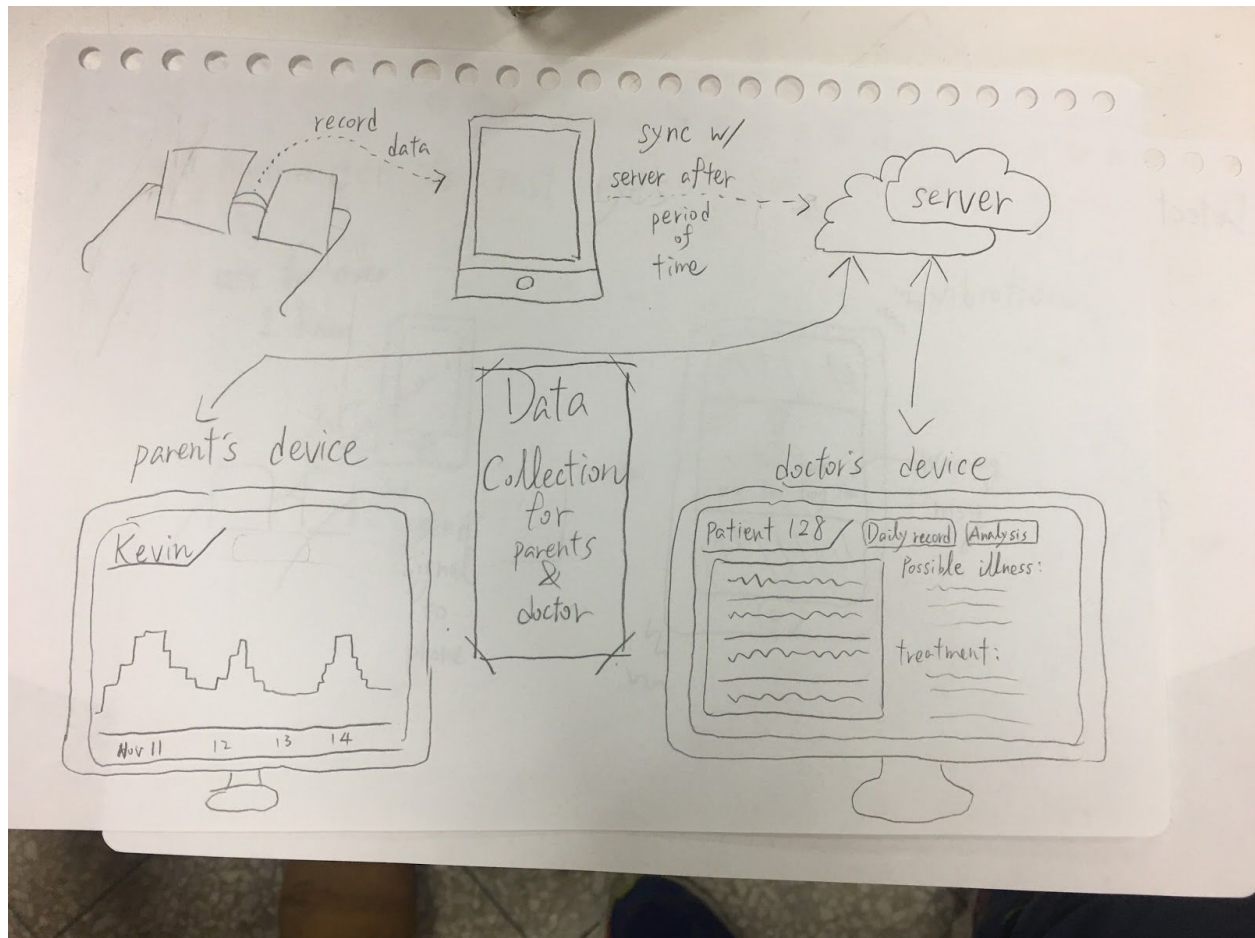 record
data
sync w/
server after
period
of
time
server
parent's device
Data
Collection
for
parents
&
doctor
doctor's device
Kevin
Nov 11 12 13 14
Patient 128 Daily record Analysis
Possible illness:
treatment: